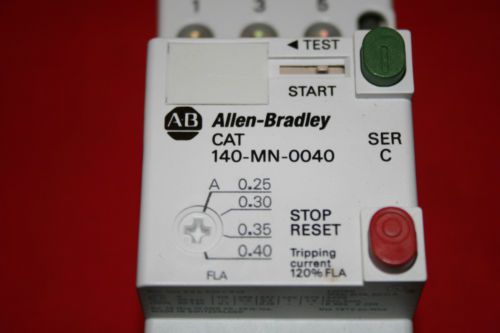 1 3 5
◄ TEST
START
AB Allen-Bradley
CAT
140-MN-0040
SER
C
A 0.25
0.30
0.35
0.40
FLA
STOP
RESET
Tripping
current
120% FLA